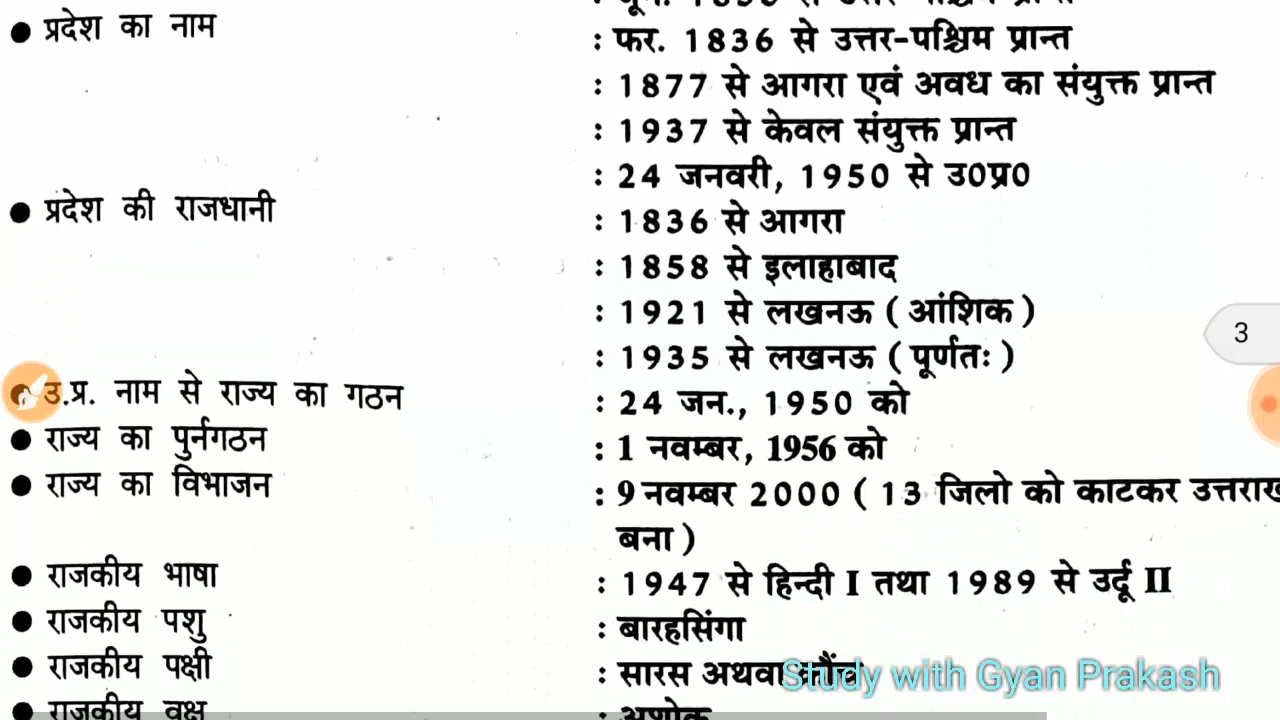 ● प्रदेश का नाम
: फर. 1836 से उत्तर-पश्चिम प्रान्त
: 1877 से आगरा एवं अवध का संयुक्त प्रान्त
: 1937 से केवल संयुक्त प्रान्त
: 24 जनवरी, 1950 से उ0प्र0
● प्रदेश की राजधानी
: 1836 से आगरा
: 1858 से इलाहाबाद
: 1921 से लखनऊ ( आंशिक )
: 1935 से लखनऊ ( पूर्णतः )
3
उ.प्र. नाम से राज्य का गठन : 24 जन., 1950 को
● राज्य का पुर्नगठन : 1 नवम्बर, 1956 को
● राज्य का विभाजन : 9 नवम्बर 2000 ( 13 जिलो को काटकर
बना )
● राजकीय भाषा : 1947 से हिन्दी I तथा 1989 से उर्दू II
● राजकीय पशु : बारहसिंगा
● राजकीय पक्षी : सारस अथवा
Study with Gyan Prakash
● राजकीय वृक्ष : अशोक